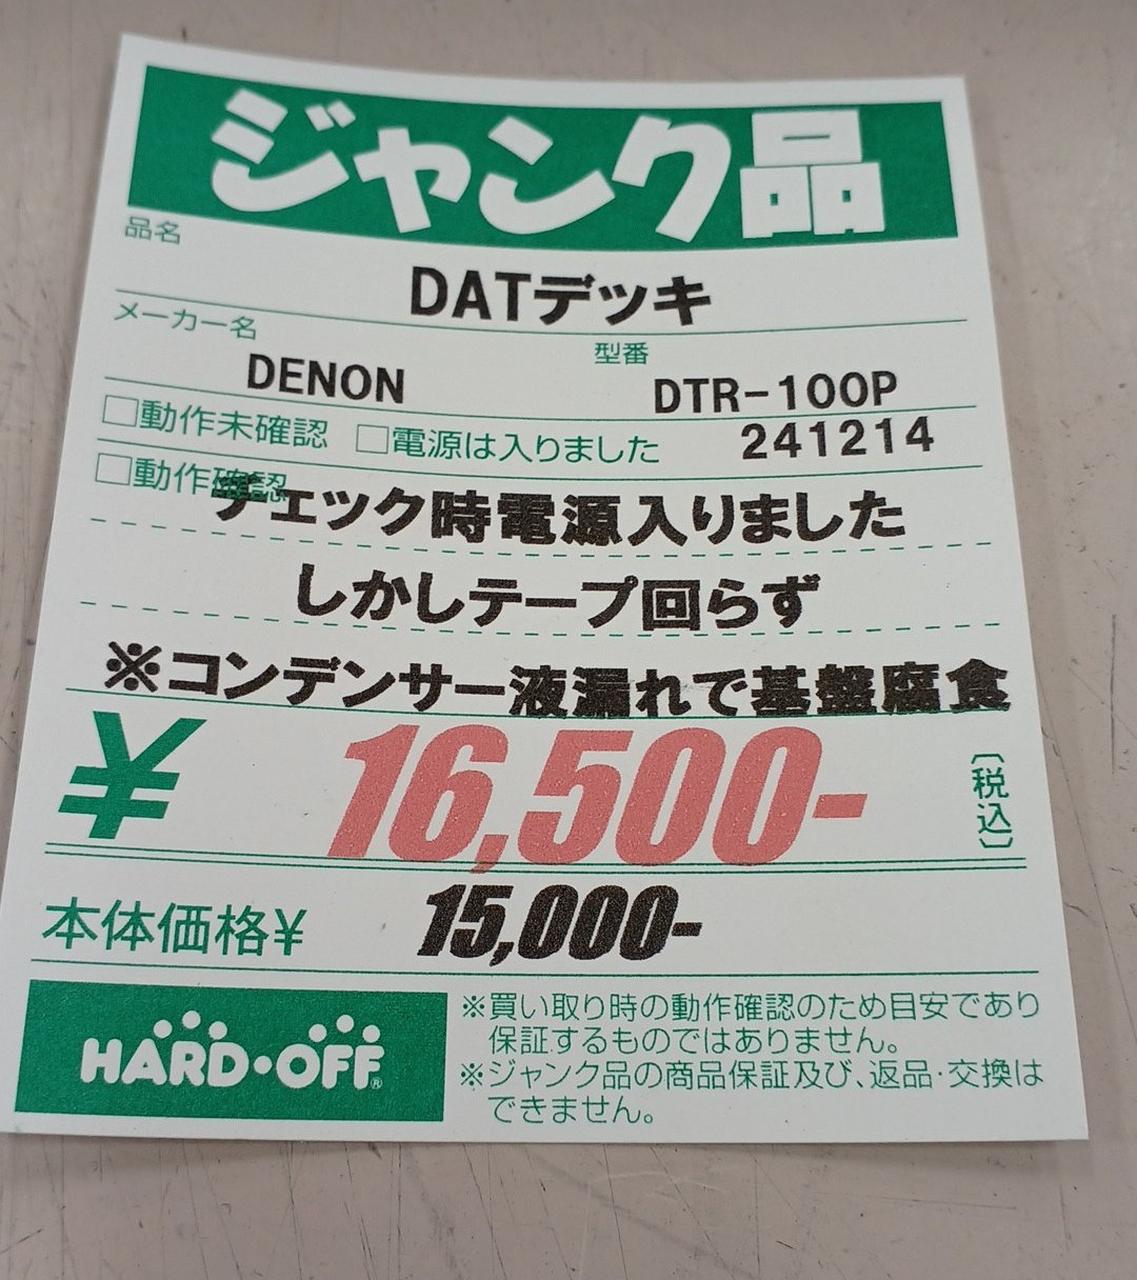 ジャンク品
品名
DATデッキ
メーカー名
型番
DENON
DTR-100P
□動作未確認 □電源は入りました
241214
□動作確認
チェック時電源入りました
しかしテープ回らず
※コンデンサー液漏れで基盤腐食
¥16,500-
〔税込〕
本体価格¥ 15,000-
HARD・OFF®
※買い取り時の動作確認のため目安であり
保証するものではありません。
※ジャンク品の商品保証及び、返品・交換は
できません。